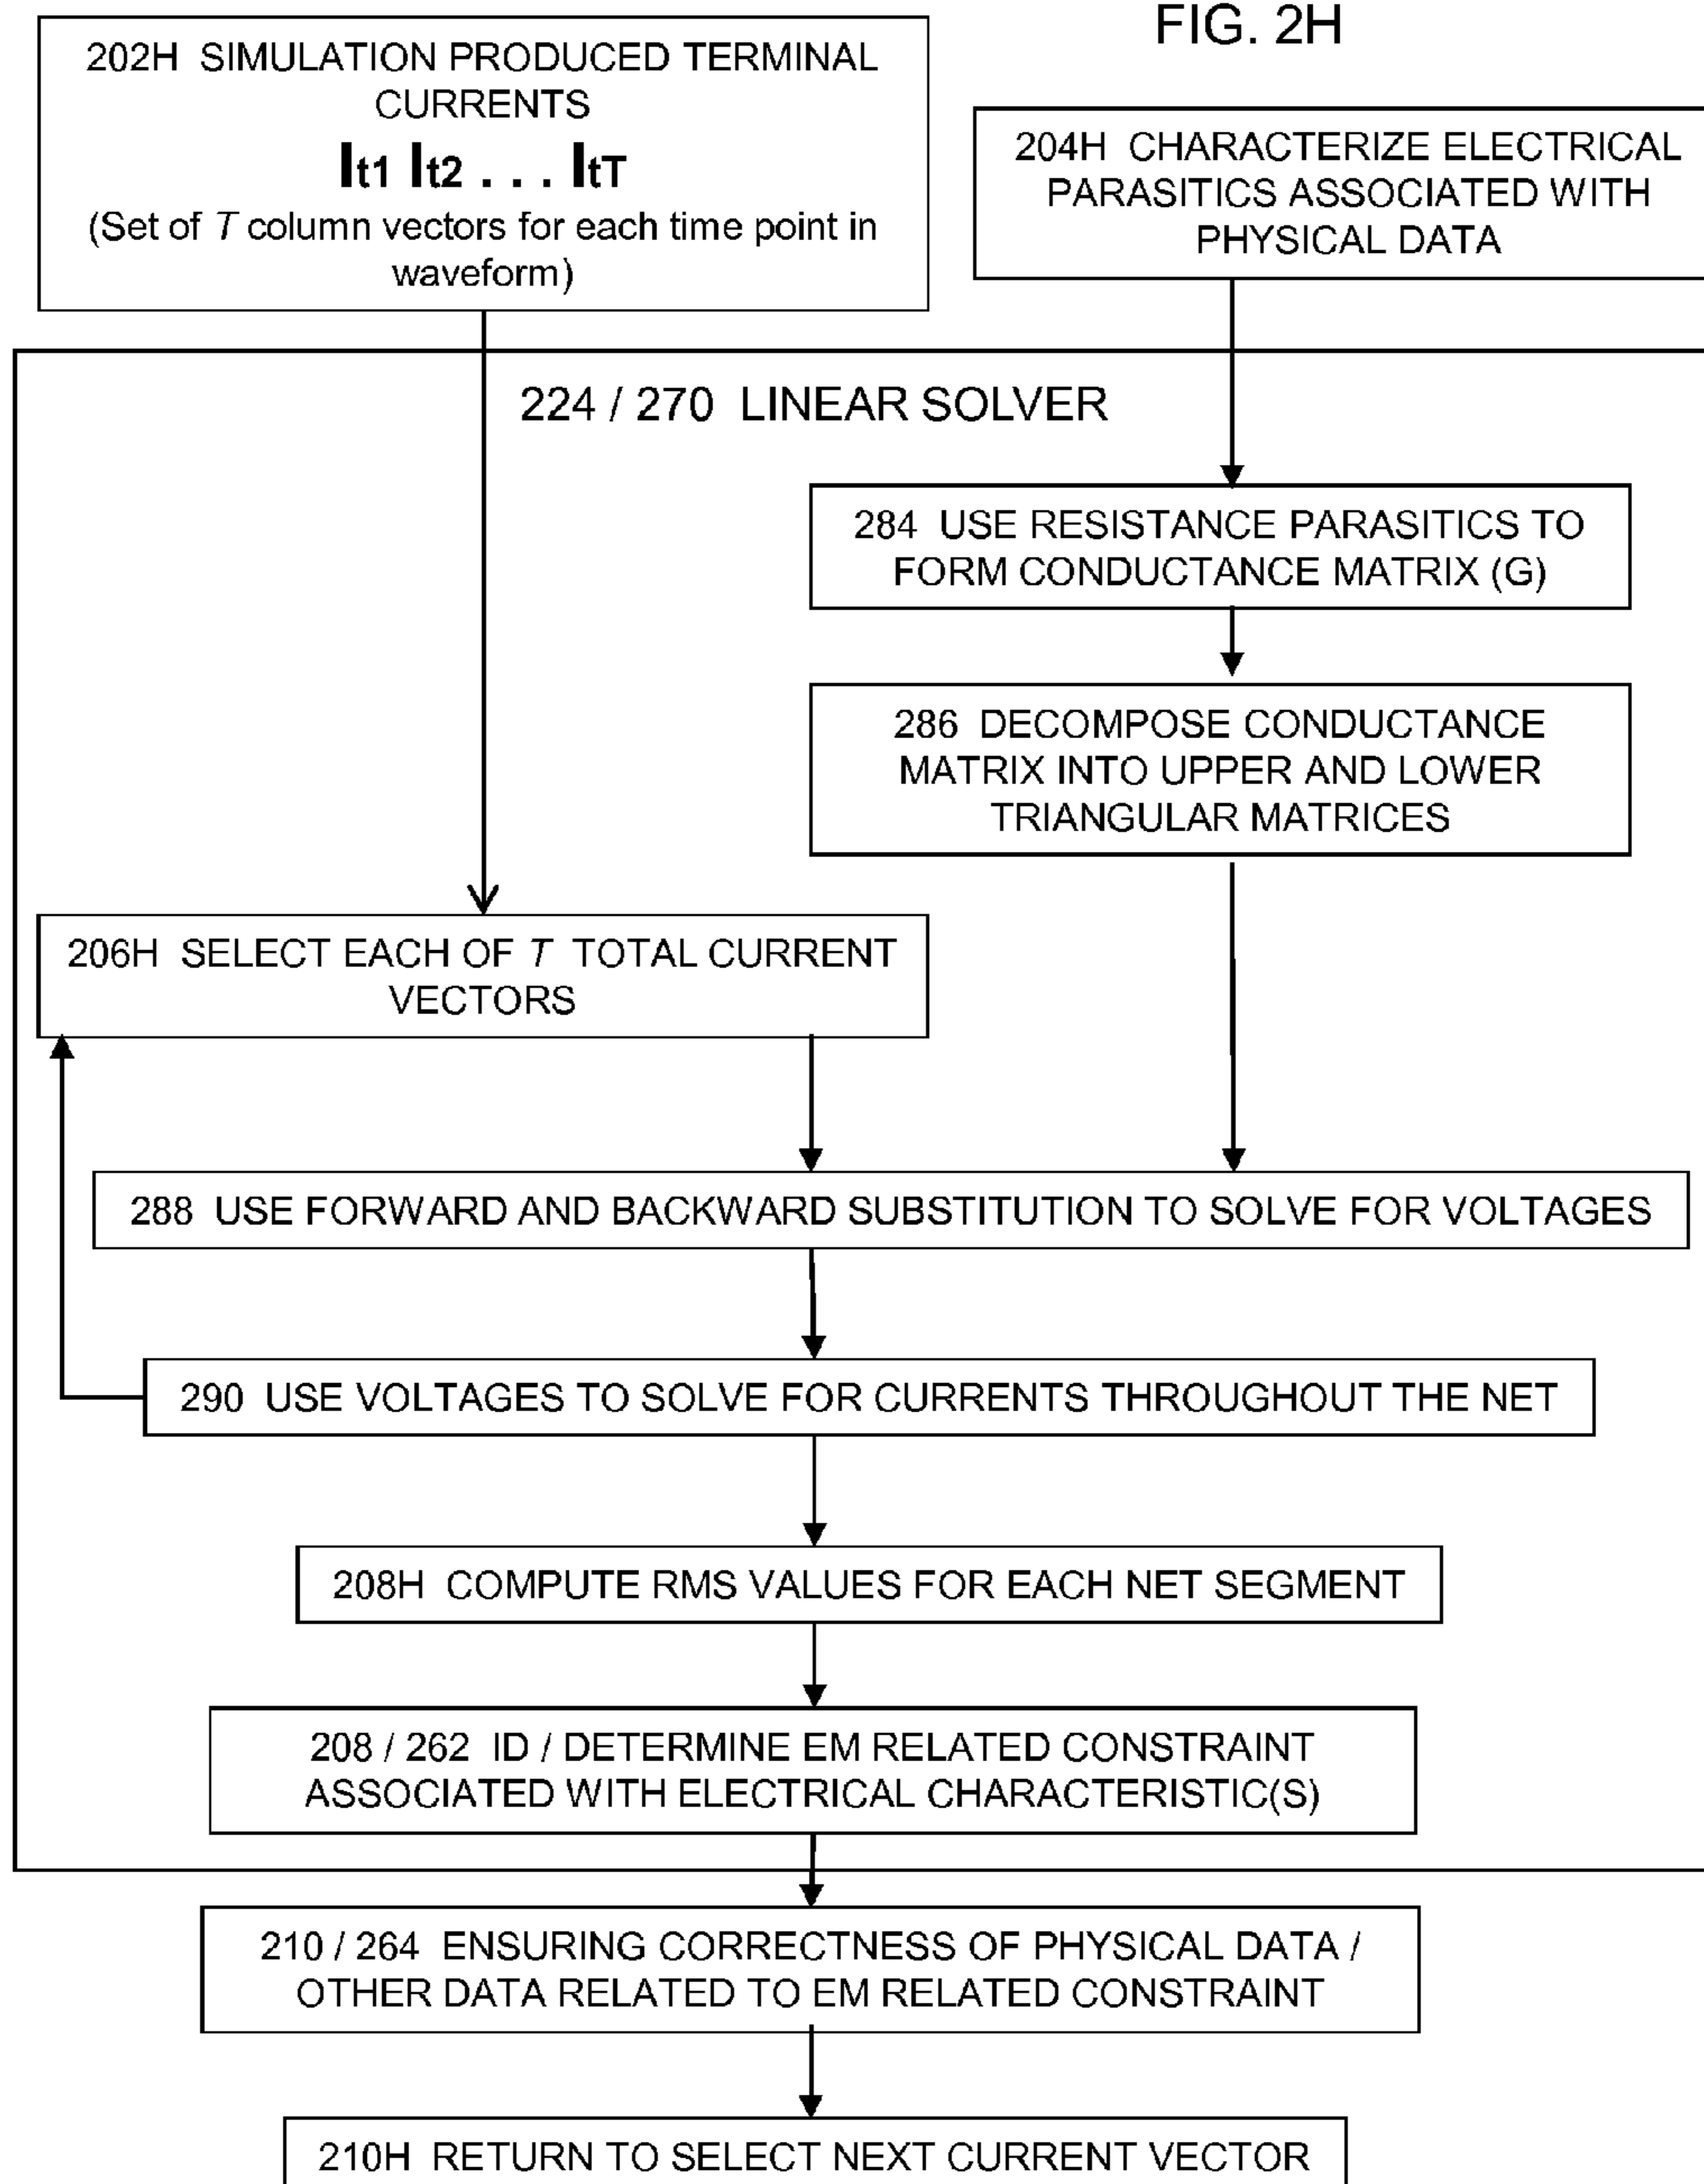 FIG. 2H
202H SIMULATION PRODUCED TERMINAL
CURRENTS
It1 It2 . . . ItT
(Set of T column vectors for each time point in
waveform)
204H CHARACTERIZE ELECTRICAL
PARASITICS ASSOCIATED WITH
PHYSICAL DATA
224 / 270 LINEAR SOLVER
284 USE RESISTANCE PARASITICS TO
FORM CONDUCTANCE MATRIX (G)
286 DECOMPOSE CONDUCTANCE
MATRIX INTO UPPER AND LOWER
TRIANGULAR MATRICES
206H SELECT EACH OF T TOTAL CURRENT
VECTORS
288 USE FORWARD AND BACKWARD SUBSTITUTION TO SOLVE FOR VOLTAGES
290 USE VOLTAGES TO SOLVE FOR CURRENTS THROUGHOUT THE NET
208H COMPUTE RMS VALUES FOR EACH NET SEGMENT
208 / 262 ID / DETERMINE EM RELATED CONSTRAINT
ASSOCIATED WITH ELECTRICAL CHARACTERISTIC(S)
210 / 264 ENSURING CORRECTNESS OF PHYSICAL DATA /
OTHER DATA RELATED TO EM RELATED CONSTRAINT
210H RETURN TO SELECT NEXT CURRENT VECTOR